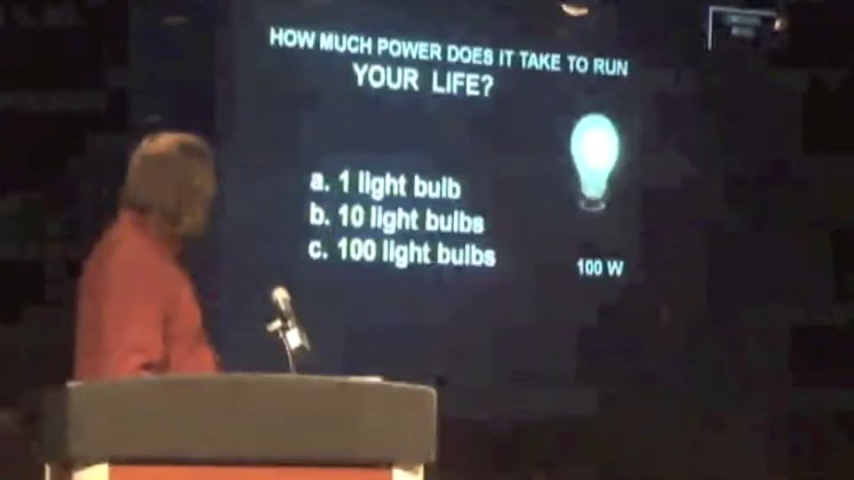 HOW MUCH POWER DOES IT TAKE TO RUN
YOUR LIFE?
a. 1 light bulb
b. 10 light bulbs
c. 100 light bulbs
100 W